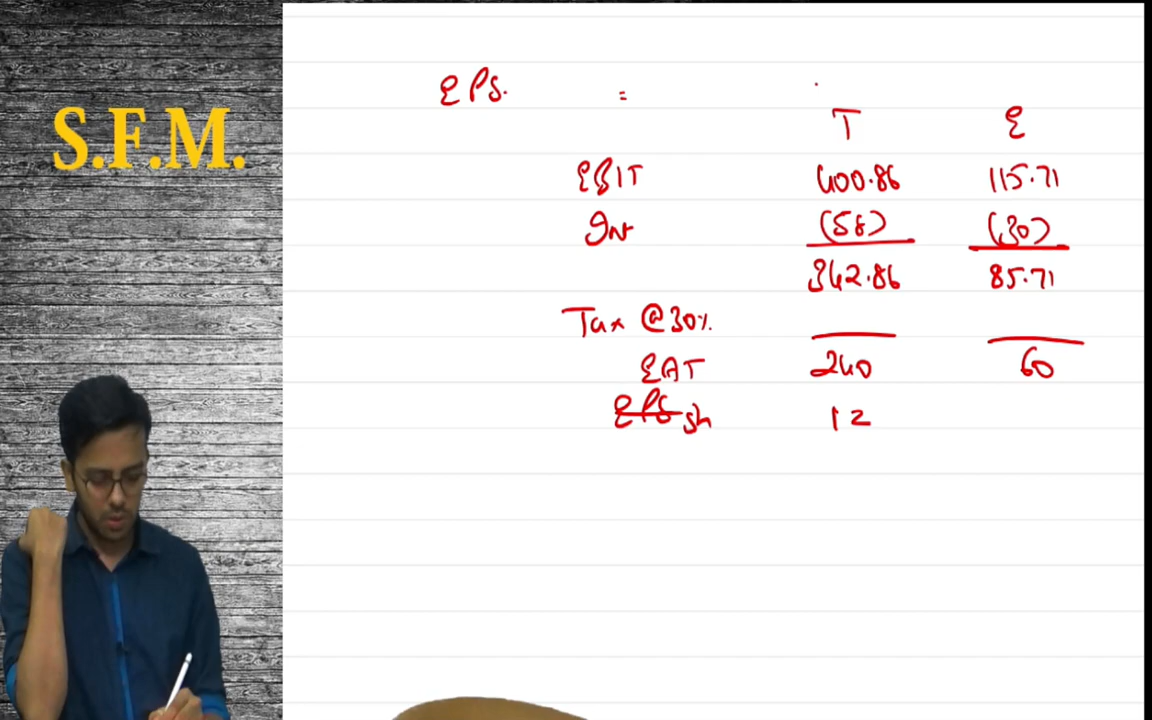 S.F.M.
EPS. =
T E
EBIT 400.86 115.71
Int (58) (30)
342.86 85.71
Tax @30%
EAT 240 60
EPS sh 12